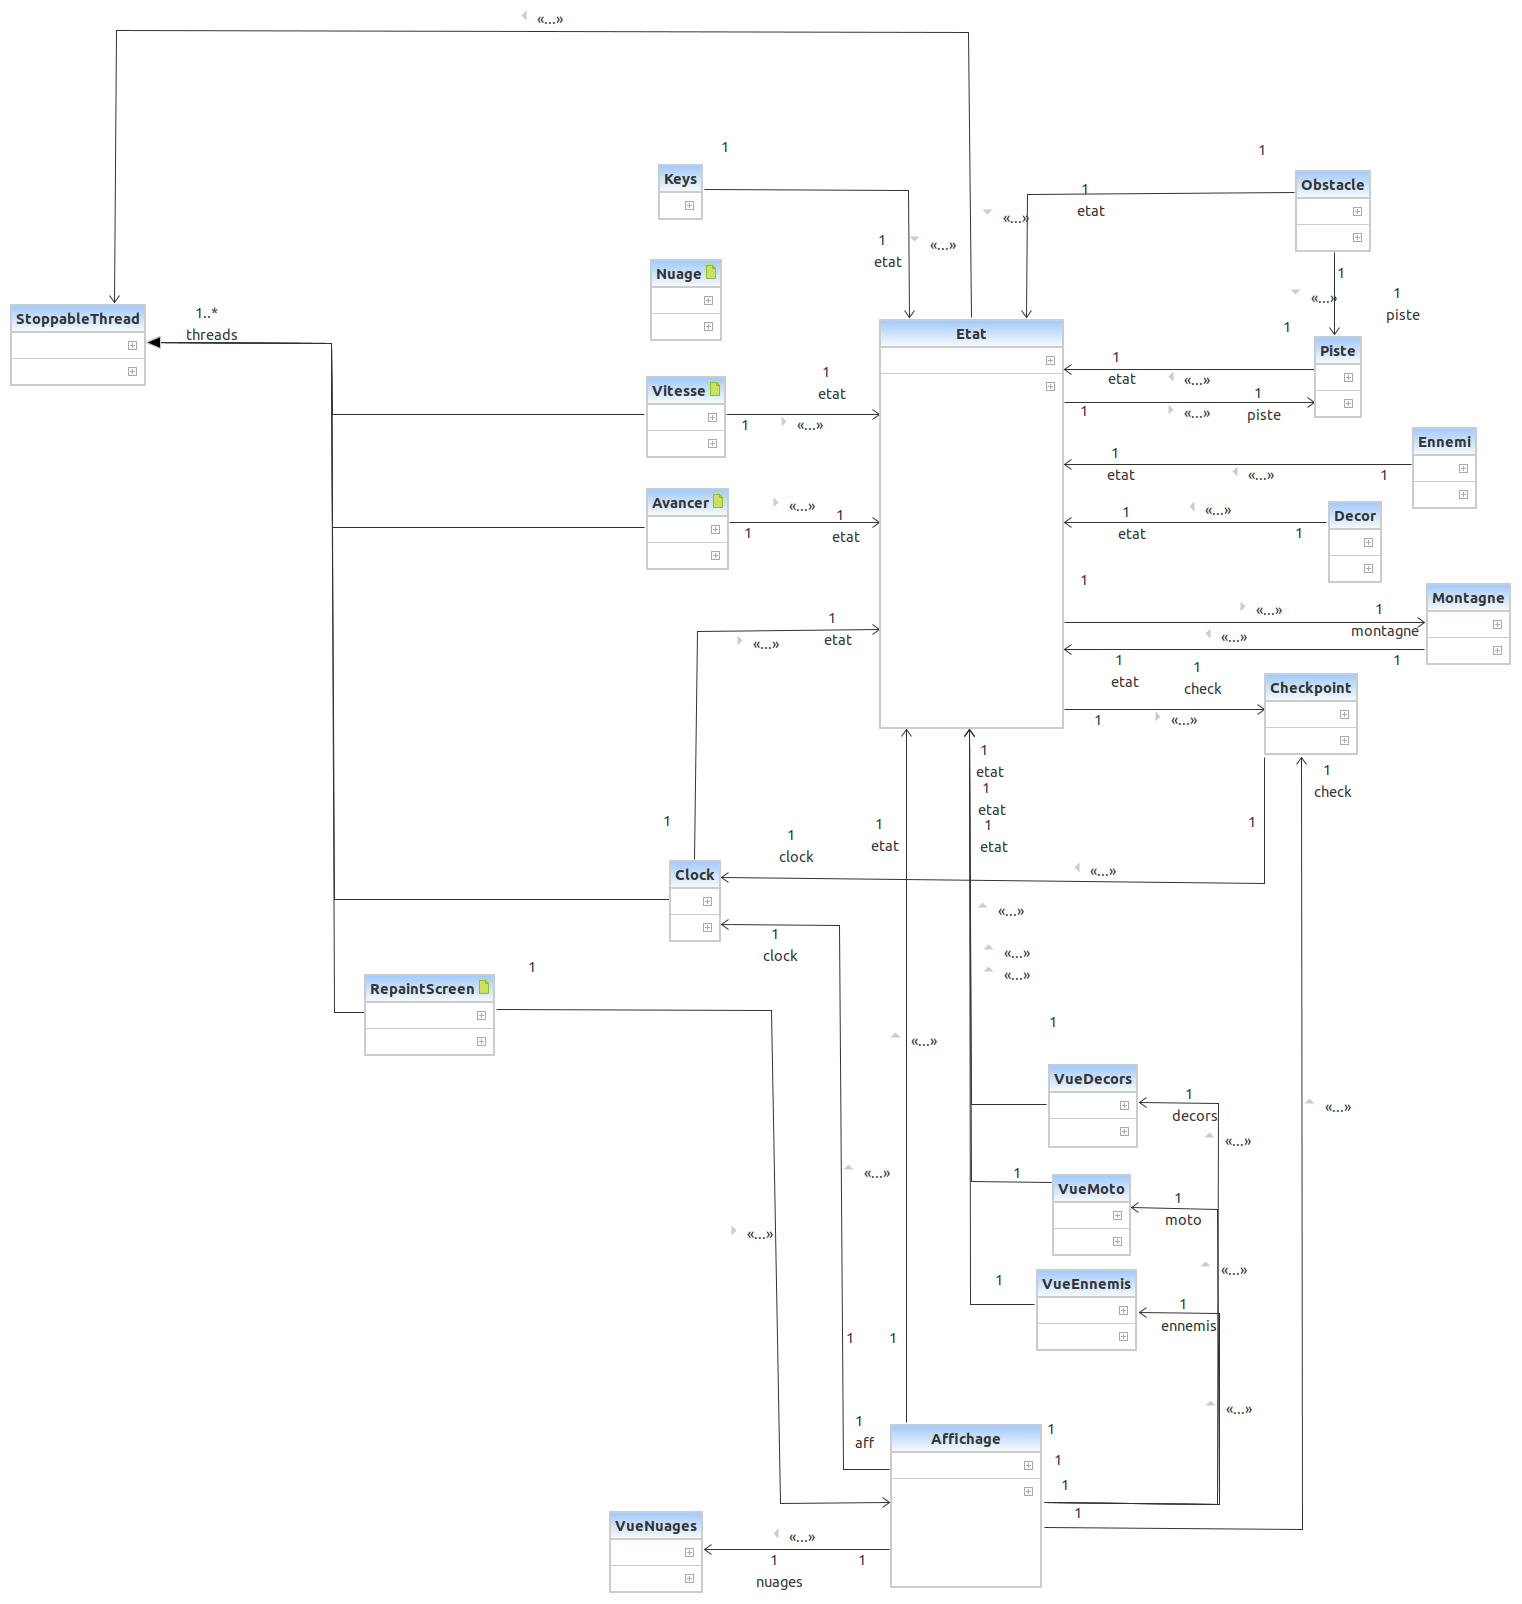 «...»
1
1
Keys
Obstacle
1
etat
«...»
1
etat
«...»
Nuage
1
«...»
1
piste
1..*
threads
StoppableThread
1
Etat
Piste
1
etat
«...»
1
etat
Vitesse
1
«...»
1
piste
1
«...»
Ennemi
1
etat
1
«...»
Avancer
«...»
1
etat
1
1
etat
«...»
1
Decor
1
Montagne
«...»
1
montagne
«...»
1
etat
«...»
1
etat
1
1
check
Checkpoint
1
«...»
1
etat
1
etat
1
etat
1
check
1
1
etat
1
clock
1
«...»
Clock
«...»
1
clock
«...»
«...»
1
RepaintScreen
1
«...»
VueDecors
1
decors
«...»
«...»
«...»
1
VueMoto
1
moto
«...»
«...»
1
VueEnnemis
1
ennemis
1
1
«...»
1
aff
Affichage
1
1
1
1
VueNuages
«...»
1
1
nuages